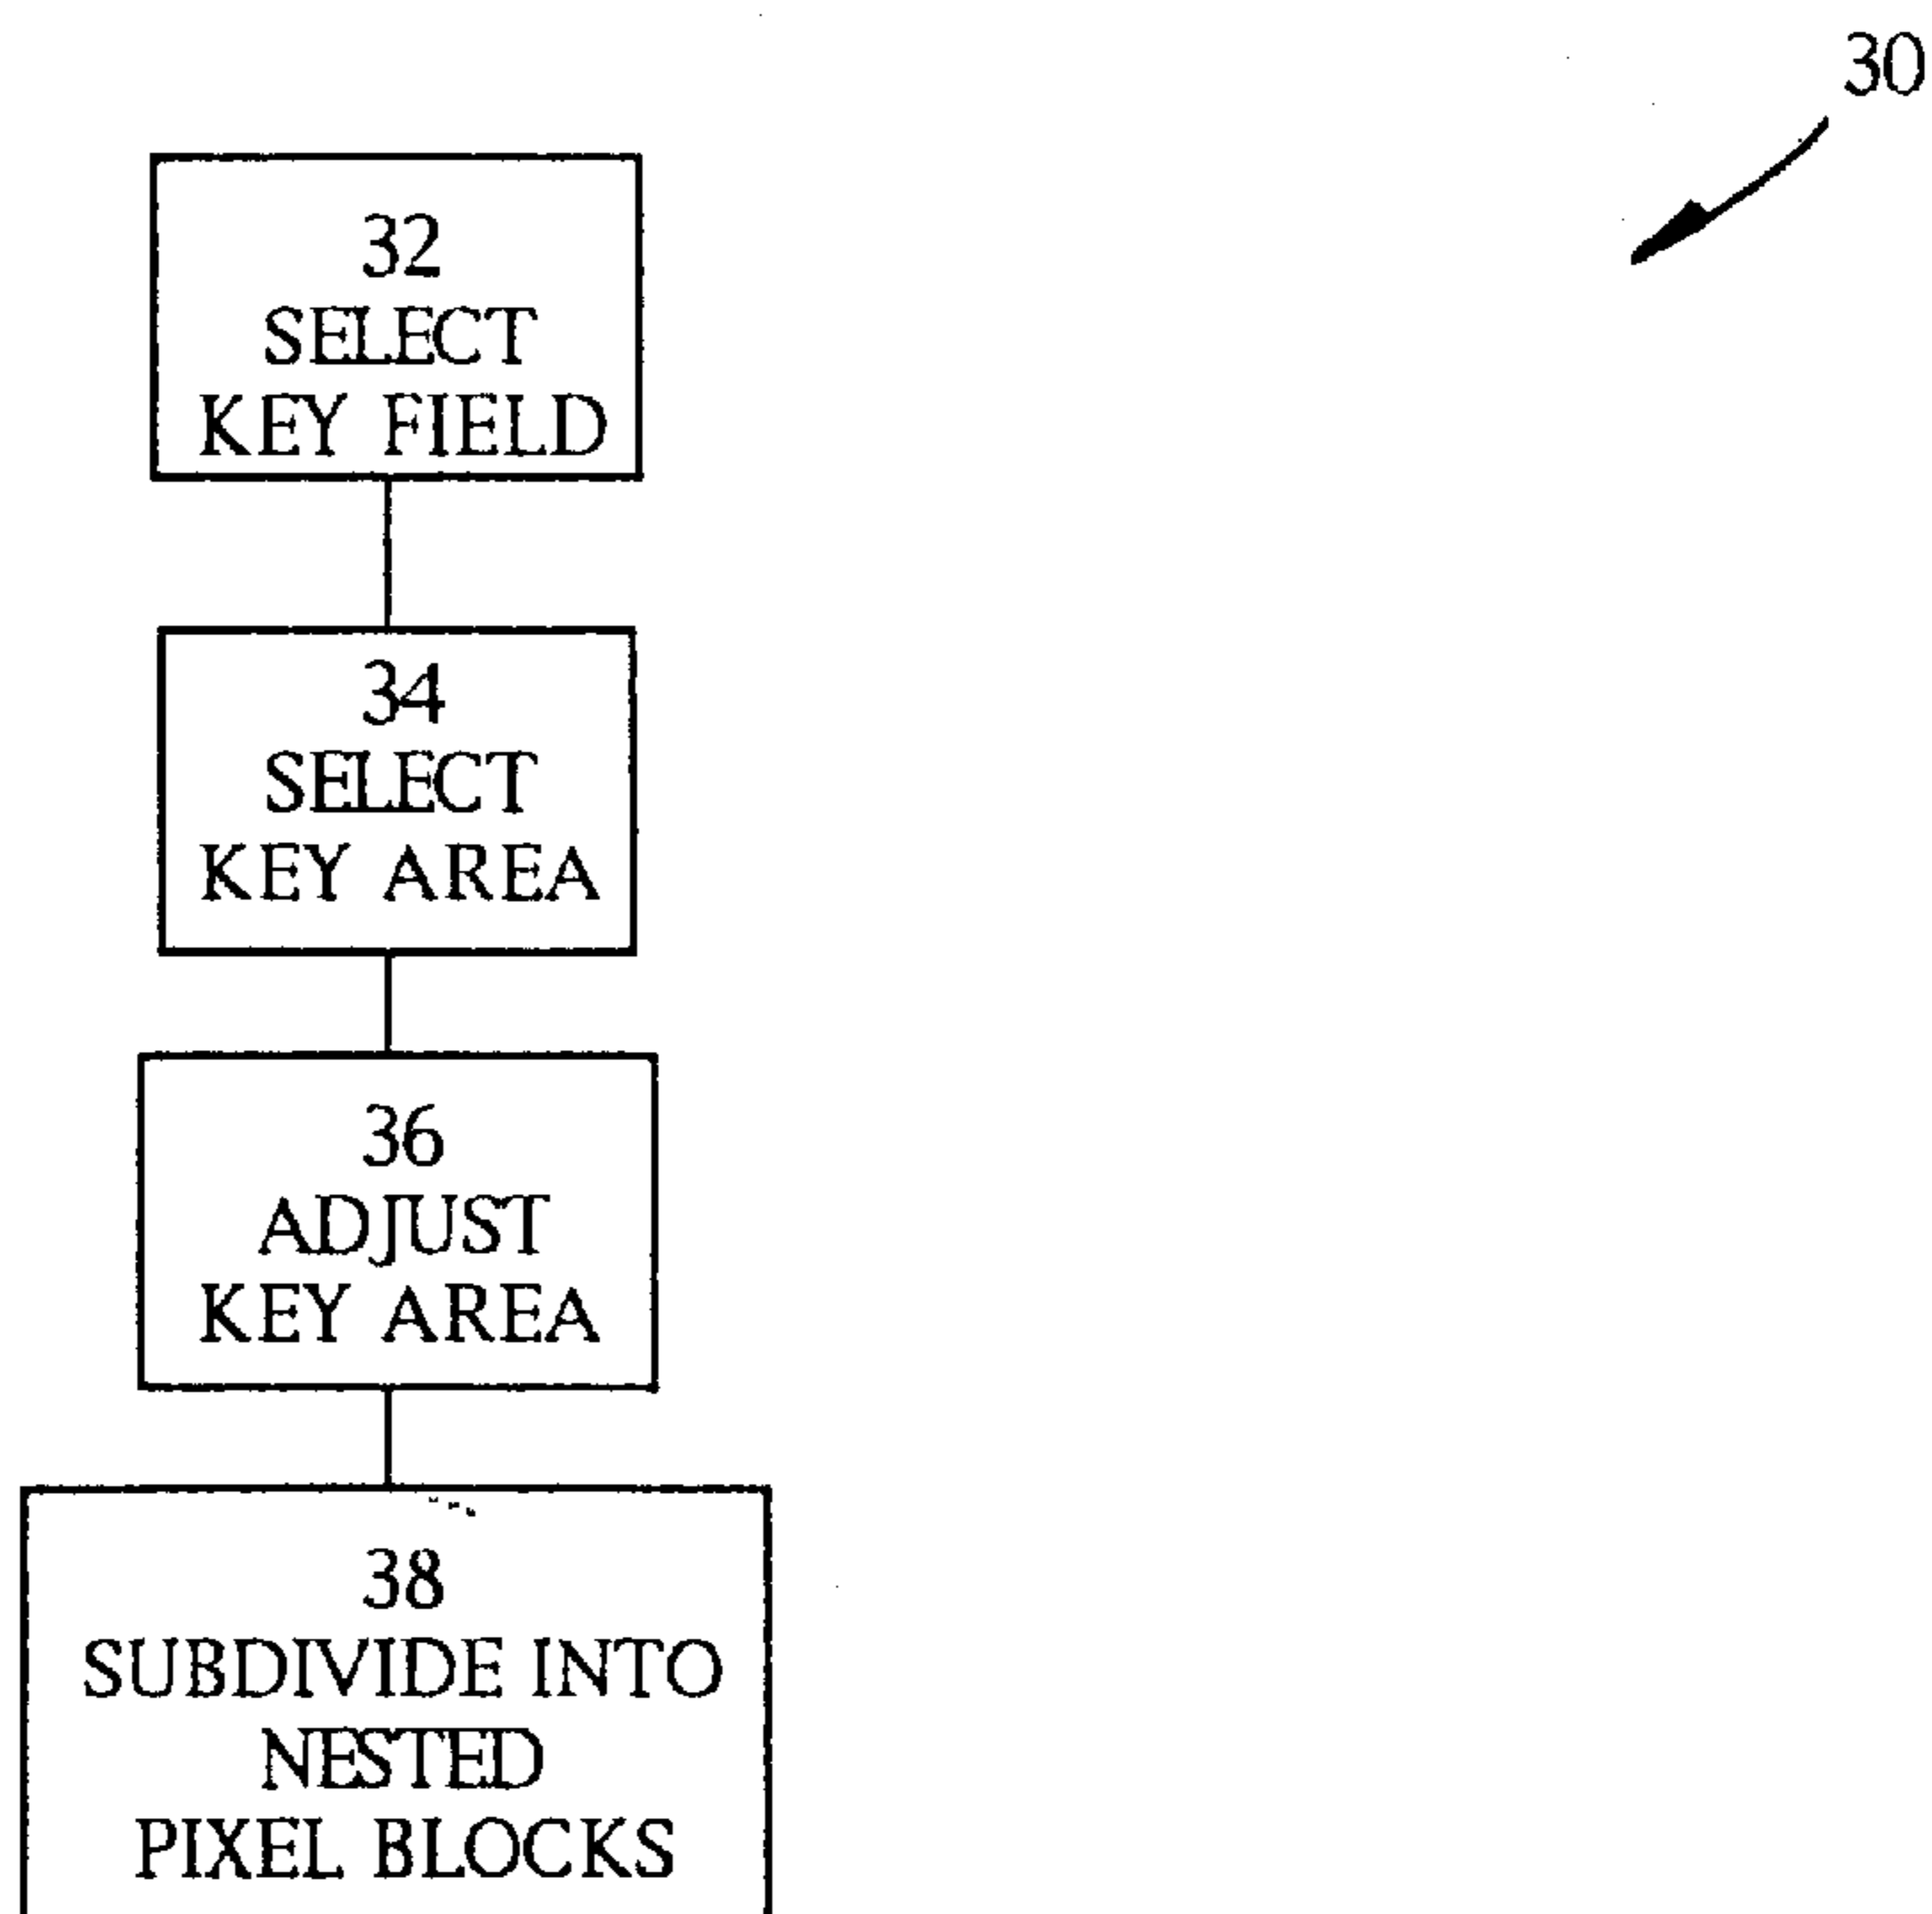 30
32
SELECT
KEY FIELD
34
SELECT
KEY AREA
36
ADJUST
KEY AREA
38
SUBDIVIDE INTO
NESTED
PIXEL BLOCKS